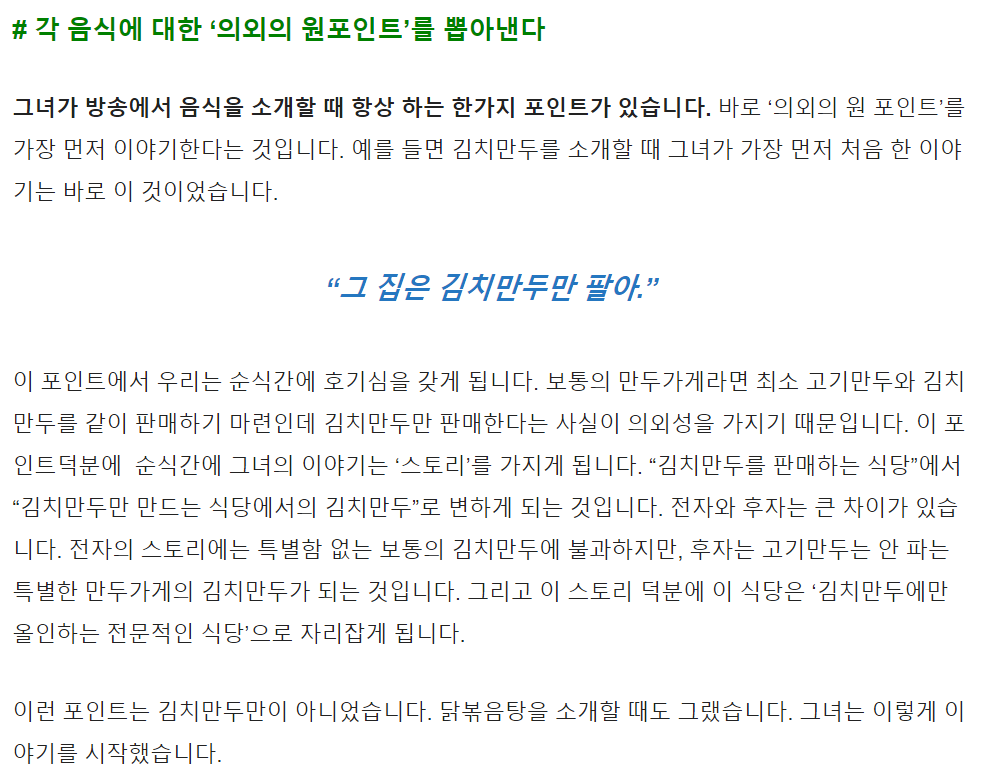 # 각 음식에 대한 ‘의외의 원포인트’를 뽑아낸다
그녀가 방송에서 음식을 소개할 때 항상 하는 한가지 포인트가 있습니다. 바로 ‘의외의 원 포인트’를
가장 먼저 이야기한다는 것입니다. 예를 들면 김치만두를 소개할 때 그녀가 가장 먼저 처음 한 이야
기는 바로 이 것이었습니다.
“그 집은 김치만두만 팔아.”
이 포인트에서 우리는 순식간에 호기심을 갖게 됩니다. 보통의 만두가게라면 최소 고기만두와 김치
만두를 같이 판매하기 마련인데 김치만두만 판매한다는 사실이 의외성을 가지기 때문입니다. 이 포
인트덕분에  순식간에 그녀의 이야기는 ‘스토리’를 가지게 됩니다. “김치만두를 판매하는 식당”에서
“김치만두만 만드는 식당에서의 김치만두”로 변하게 되는 것입니다. 전자와 후자는 큰 차이가 있습
니다. 전자의 스토리에는 특별함 없는 보통의 김치만두에 불과하지만, 후자는 고기만두는 안 파는
특별한 만두가게의 김치만두가 되는 것입니다. 그리고 이 스토리 덕분에 이 식당은 ‘김치만두에만
올인하는 전문적인 식당’으로 자리잡게 됩니다.
이런 포인트는 김치만두만이 아니었습니다. 닭볶음탕을 소개할 때도 그랬습니다. 그녀는 이렇게 이
야기를 시작했습니다.